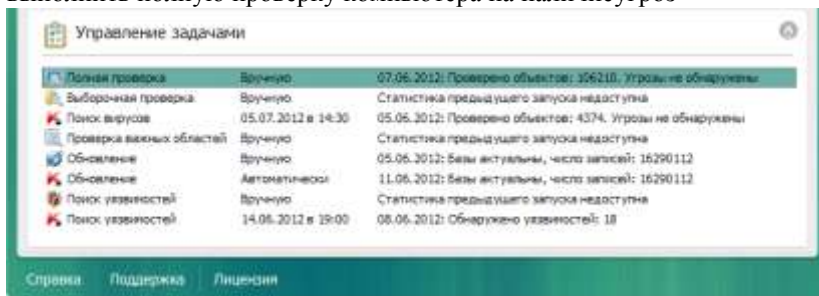 Выполнить полную проверку компьютера на наличие угроз
Управление задачами
Полная проверка Вручную 07.06.2012: Проверено объектов: 106210. Угрозы не обнаружены
Выборочная проверка Вручную Статистика предыдущего запуска недоступна
Поиск вирусов 05.07.2012 в 14:30 05.06.2012: Проверено объектов: 4374. Угрозы не обнаружены
Проверка важных областей Вручную Статистика предыдущего запуска недоступна
Обновление Вручную 05.06.2012: Базы актуальны, число записей: 16290112
Обновление Автоматически 11.06.2012: Базы актуальны, число записей: 16290112
Поиск уязвимостей Вручную Статистика предыдущего запуска недоступна
Поиск уязвимостей 14.06.2012 в 19:00 08.06.2012: Обнаружено уязвимостей: 18
Справка Поддержка Лицензия